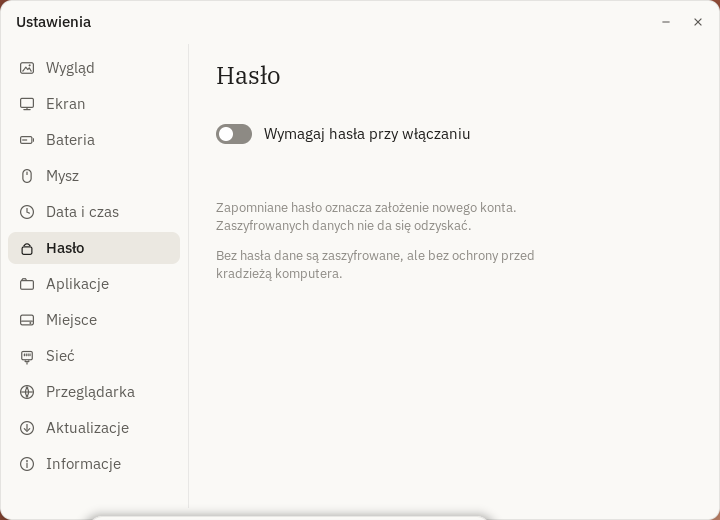 Ustawienia
Wygląd
Ekran
Bateria
Mysz
Data i czas
Hasło
Aplikacje
Miejsce
Sieć
Przeglądarka
Aktualizacje
Informacje
Hasło
Wymagaj hasła przy włączaniu
Zapomniane hasło oznacza założenie nowego konta.
Zaszyfrowanych danych nie da się odzyskać.
Bez hasła dane są zaszyfrowane, ale bez ochrony przed
kradzieżą komputera.